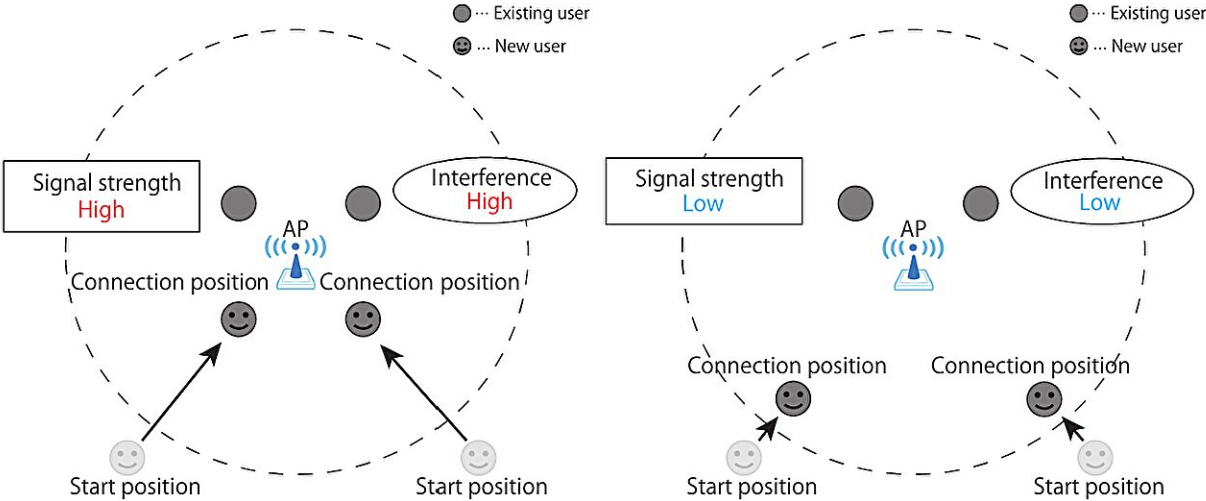 ··· Existing user
··· New user
Signal strength
High
Interference
High
AP
Connection position
Connection position
Start position
Start position
··· Existing user
··· New user
Signal strength
Low
Interference
Low
AP
Connection position
Connection position
Start position
Start position